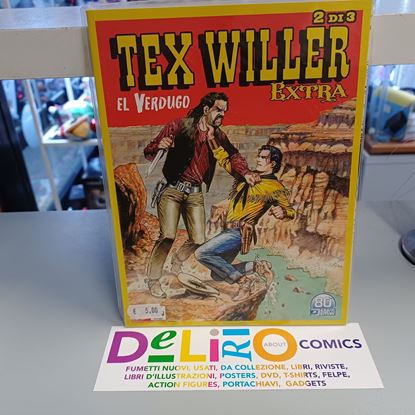 2 DI 3
TEX WILLER
EXTRA
EL VERDUGO
80
€ 5,00
DeLiRiO ABOUT COMICS
FUMETTI NUOVI, USATI, DA COLLEZIONE, LIBRI, RIVISTE,
LIBRI D'ILLUSTRAZIONI, POSTERS, DVD, T-SHIRTS, FELPE,
ACTION FIGURES, PORTACHIAVI, GADGETS